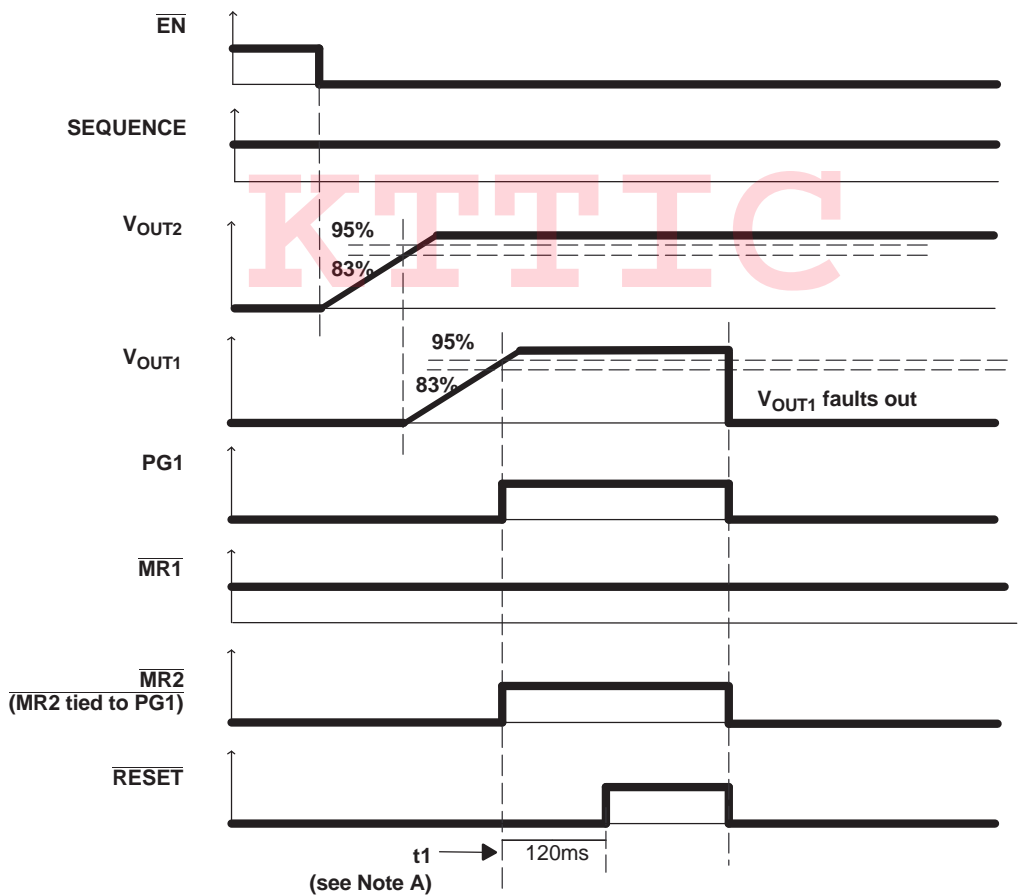 EN
SEQUENCE
KTTIC
VOUT2
95%
83%
VOUT1
95%
83%
VOUT1 faults out
PG1
MR1
MR2
(MR2 tied to PG1)
RESET
t1
120ms
(see Note A)